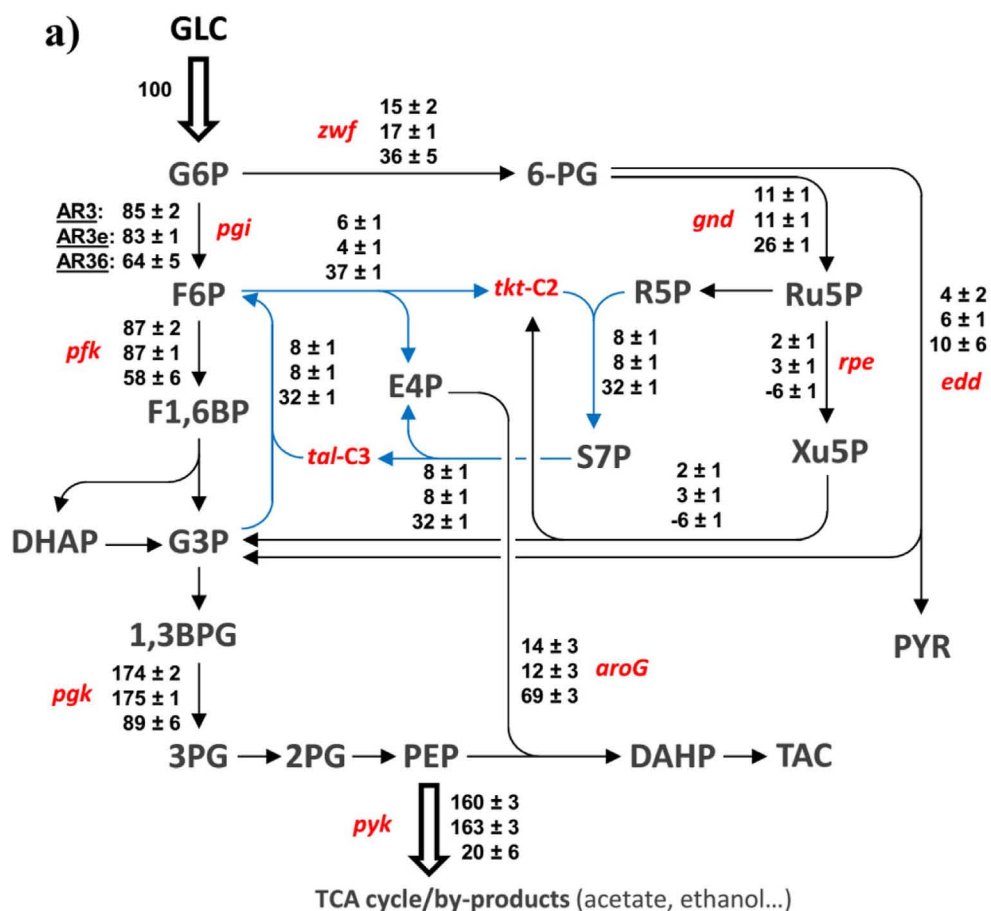 a)
GLC
100
15 ± 2
17 ± 1
36 ± 5
zwf
G6P
6-PG
AR3: 85 ± 2
AR3e: 83 ± 1
AR36: 64 ± 5
pgi
6 ± 1
4 ± 1
37 ± 1
gnd
11 ± 1
11 ± 1
26 ± 1
F6P
tkt-C2
R5P
Ru5P
4 ± 2
6 ± 1
10 ± 6
edd
pfk
87 ± 2
87 ± 1
58 ± 6
8 ± 1
8 ± 1
32 ± 1
E4P
8 ± 1
8 ± 1
32 ± 1
2 ± 1
3 ± 1
-6 ± 1
rpe
F1,6BP
tal-C3
S7P
Xu5P
8 ± 1
8 ± 1
32 ± 1
2 ± 1
3 ± 1
-6 ± 1
DHAP
G3P
1,3BPG
PYR
pgk
174 ± 2
175 ± 1
89 ± 6
14 ± 3
12 ± 3
69 ± 3
aroG
3PG
2PG
PEP
DAHP
TAC
pyk
160 ± 3
163 ± 3
20 ± 6
TCA cycle/by-products (acetate, ethanol...)